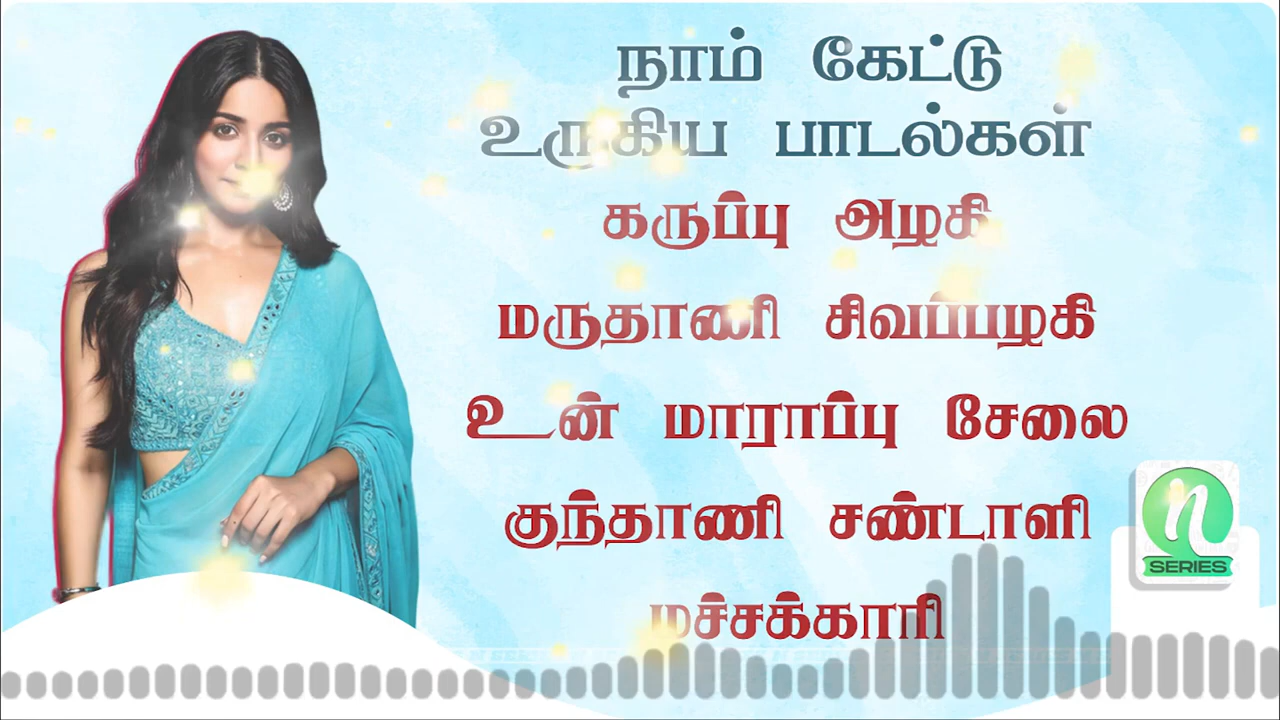 நாம் கேட்டு
உருகிய பாடல்கள்
கருப்பு அழகி
மருதாணி சிவப்பழகி
உன் மாராப்பு சேலை
குந்தாணி சண்டாளி
மச்சக்காரி
n
SERIES